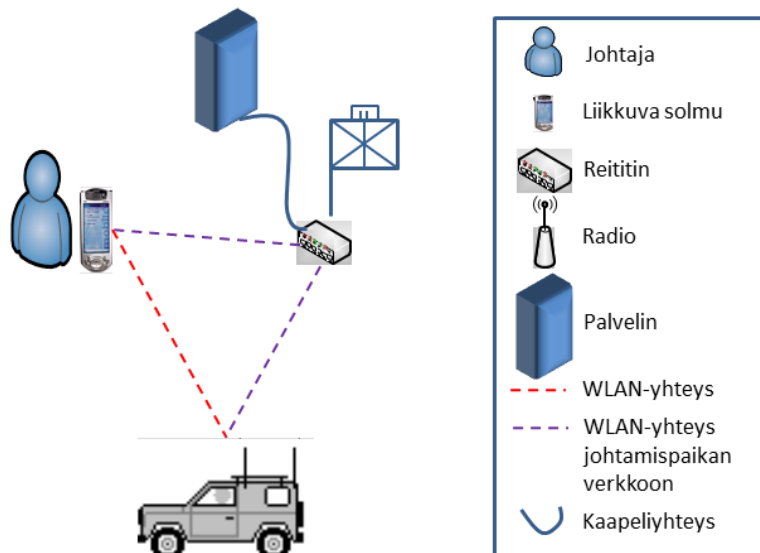 Johtaja
Liikkuva solmu
Reititin
Radio
Palvelin
WLAN-yhteys
WLAN-yhteys
johtamispaikan
verkkoon
Kaapeliyhteys